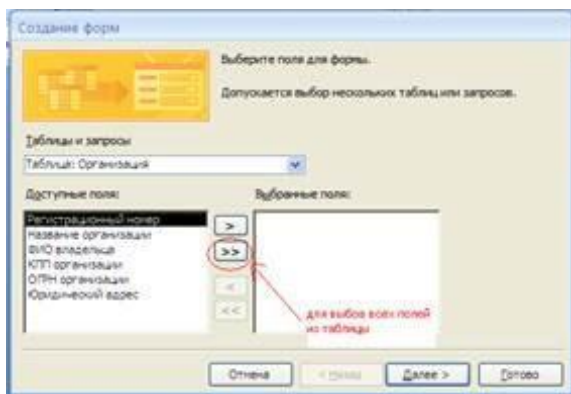 Создание форм
Выберите поля для формы.
Допускается выбор нескольких таблиц или запросов.
Таблицы и запросы
Таблица: Организация
Доступные поля:
Выбранные поля:
Регистрационный номер
Название организации
ФИО владельца
КПП организации
ОГРН организации
Юридический адрес
>
>>
<
<<
для выбов всех полей
из таблицы
Отмена
< Назад
Далее >
Готово